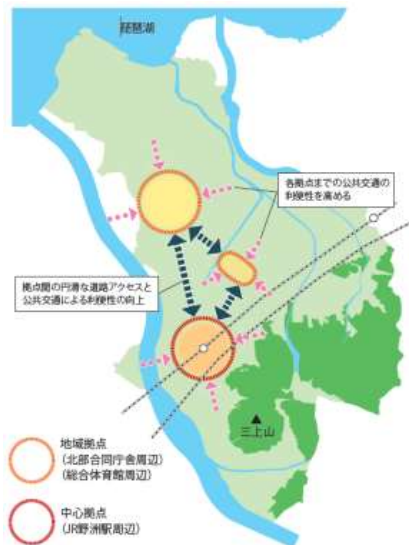 琵琶湖
各拠点までの公共交通の
利便性を高める
拠点間の円滑な道路アクセスと
公共交通による利便性の向上
三上山
地域拠点
(北部合同庁舎周辺)
(総合体育館周辺)
中心拠点
(JR野洲駅周辺)